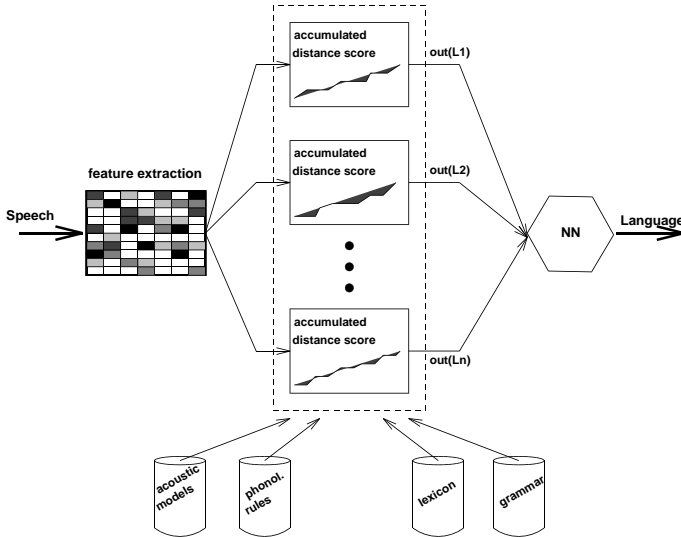 accumulated
distance score
out(L1)
accumulated
distance score
out(L2)
feature extraction
Speech
NN
Language
accumulated
distance score
out(Ln)
acoustic
models
phonol.
rules
lexicon
grammar